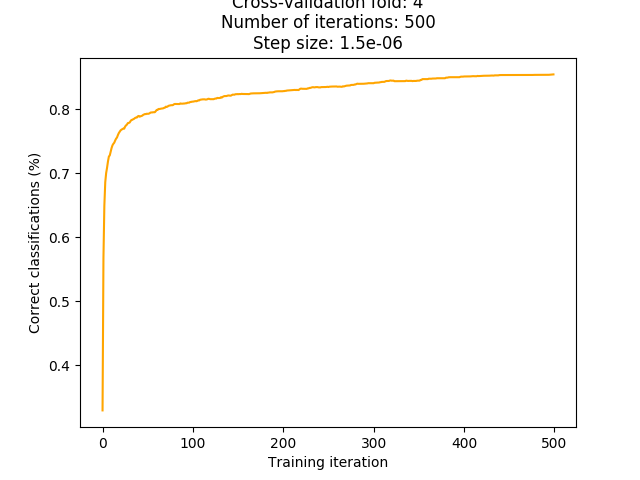 Cross-validation fold: 4
Number of iterations: 500
Step size: 1.5e-06
0.8
0.7
0.6
0.5
0.4
Correct classifications (%)
0 100 200 300 400 500
Training iteration